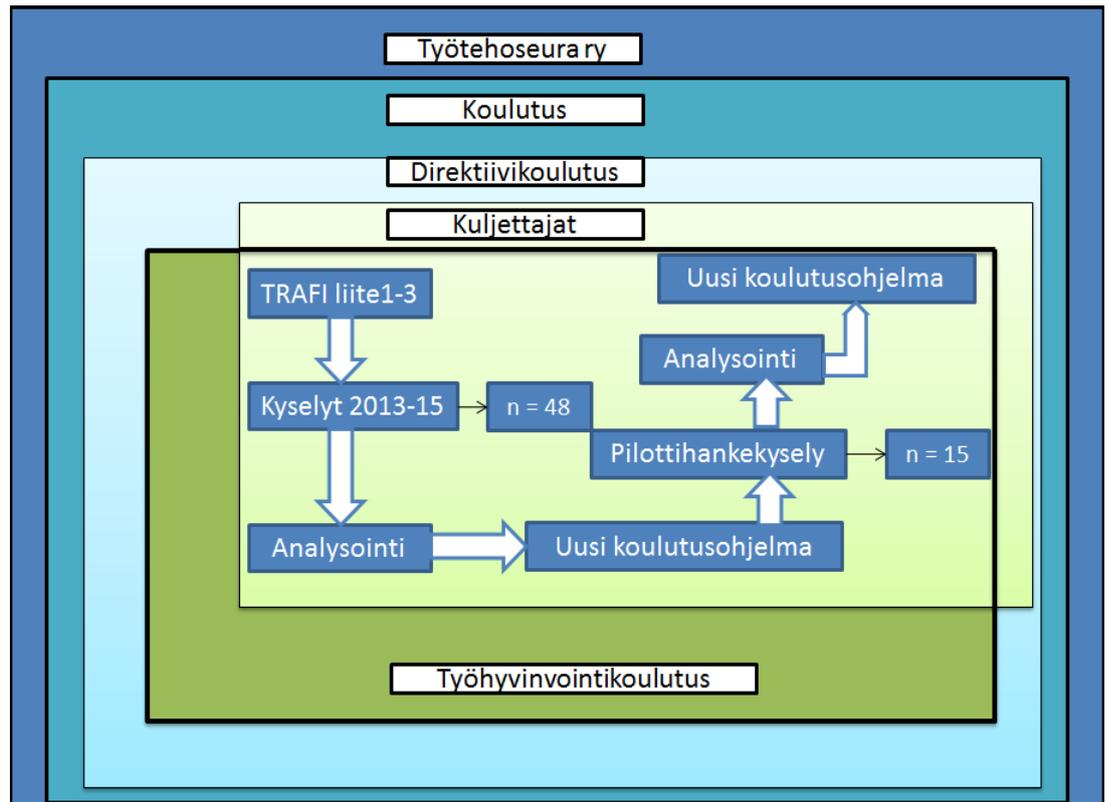 Työtehoseura ry
Koulutus
Direktiivikoulutus
Kuljettajat
TRAFI liite1-3
Kyselyt 2013-15
n = 48
Analysointi
Uusi koulutusohjelma
Pilottihankekysely
n = 15
Analysointi
Uusi koulutusohjelma
Työhyvinvointikoulutus